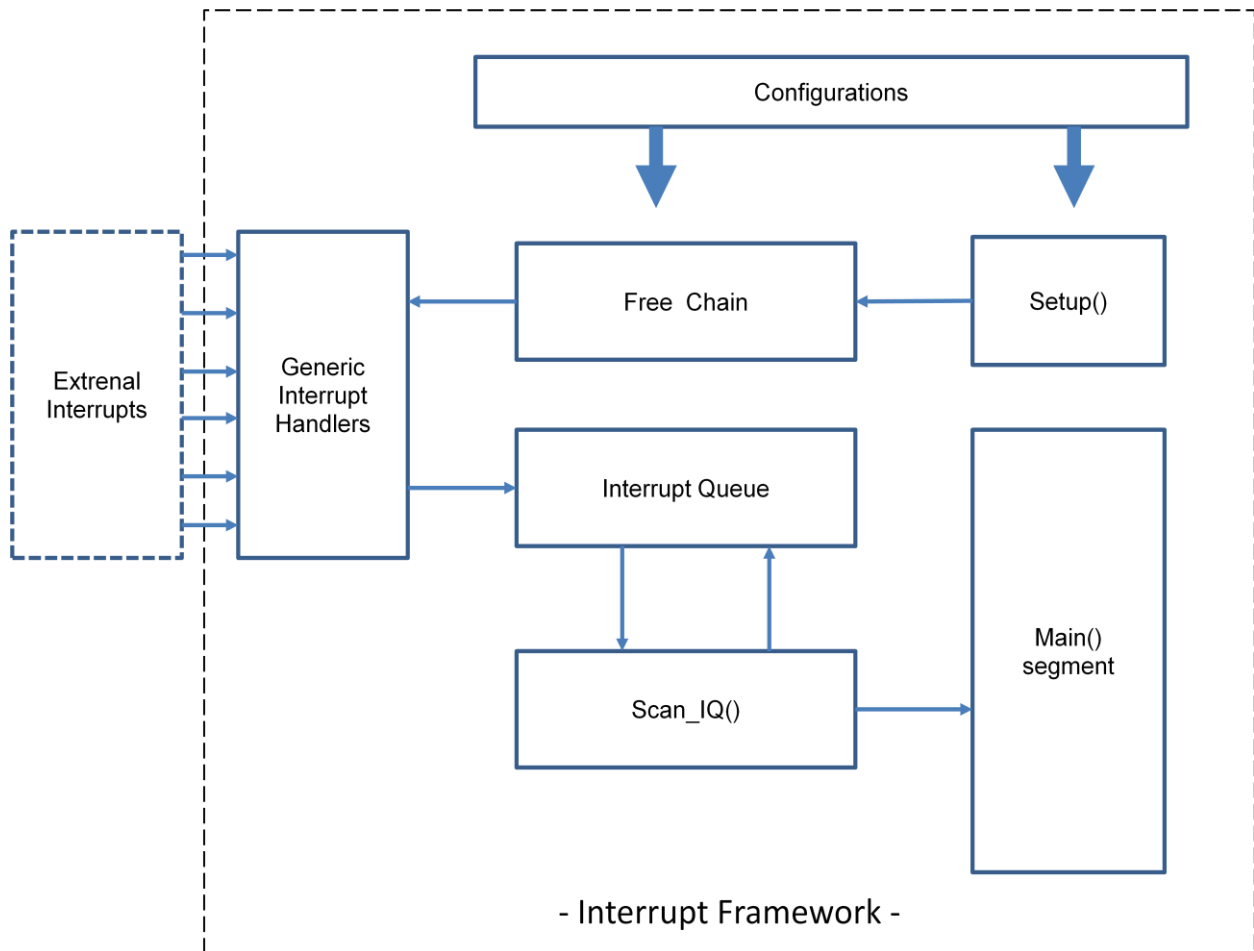 Configurations
Free Chain
Setup()
Extrenal
Interrupts
Generic
Interrupt
Handlers
Interrupt Queue
Main()
segment
Scan_IQ()
- Interrupt Framework -